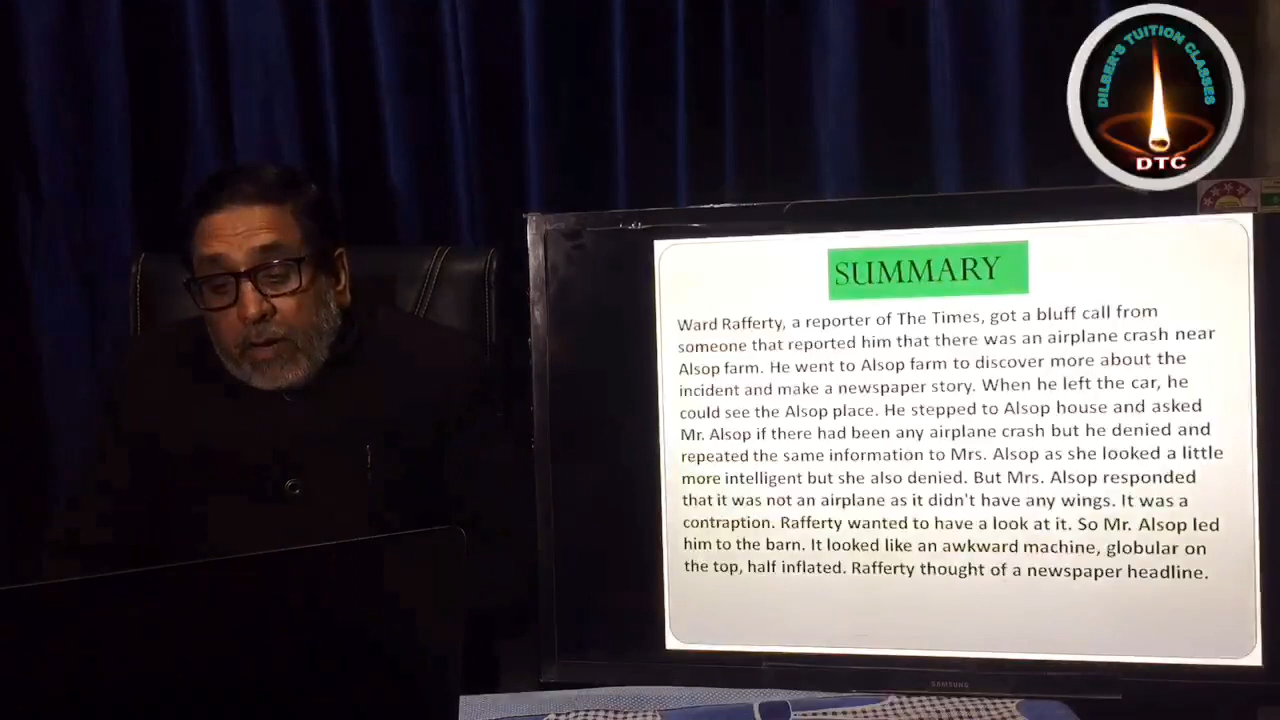 DILBER'S TUITION CLASSES
DTC
SUMMARY
Ward Rafferty, a reporter of The Times, got a bluff call from
someone that reported him that there was an airplane crash near
Alsop farm. He went to Alsop farm to discover more about the
incident and make a newspaper story. When he left the car, he
could see the Alsop place. He stepped to Alsop house and asked
Mr. Alsop if there had been any airplane crash but he denied and
repeated the same information to Mrs. Alsop as she looked a little
more intelligent but she also denied. But Mrs. Alsop responded
that it was not an airplane as it didn't have any wings. It was a
contraption. Rafferty wanted to have a look at it. So Mr. Alsop led
him to the barn. It looked like an awkward machine, globular on
the top, half inflated. Rafferty thought of a newspaper headline.
SAMSUNG